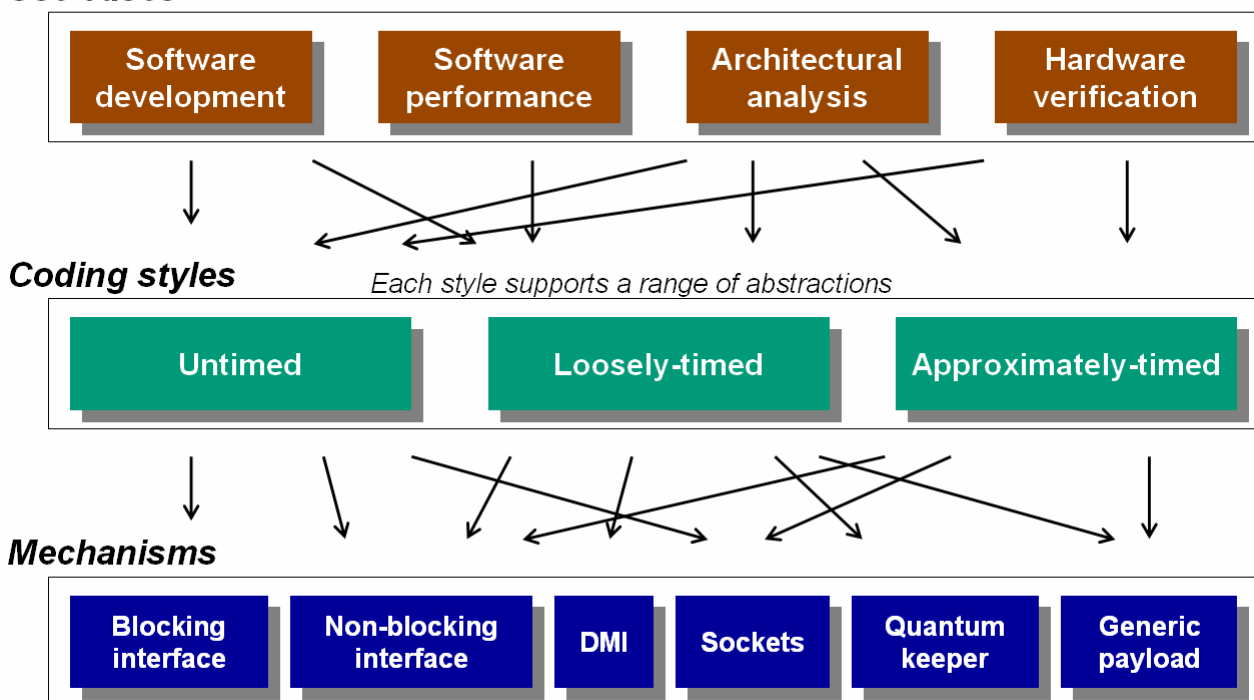 Software
development
Software
performance
Architectural
analysis
Hardware
verification
Coding styles
Each style supports a range of abstractions
Untimed
Loosely-timed
Approximately-timed
Mechanisms
Blocking
interface
Non-blocking
interface
DMI
Sockets
Quantum
keeper
Generic
payload